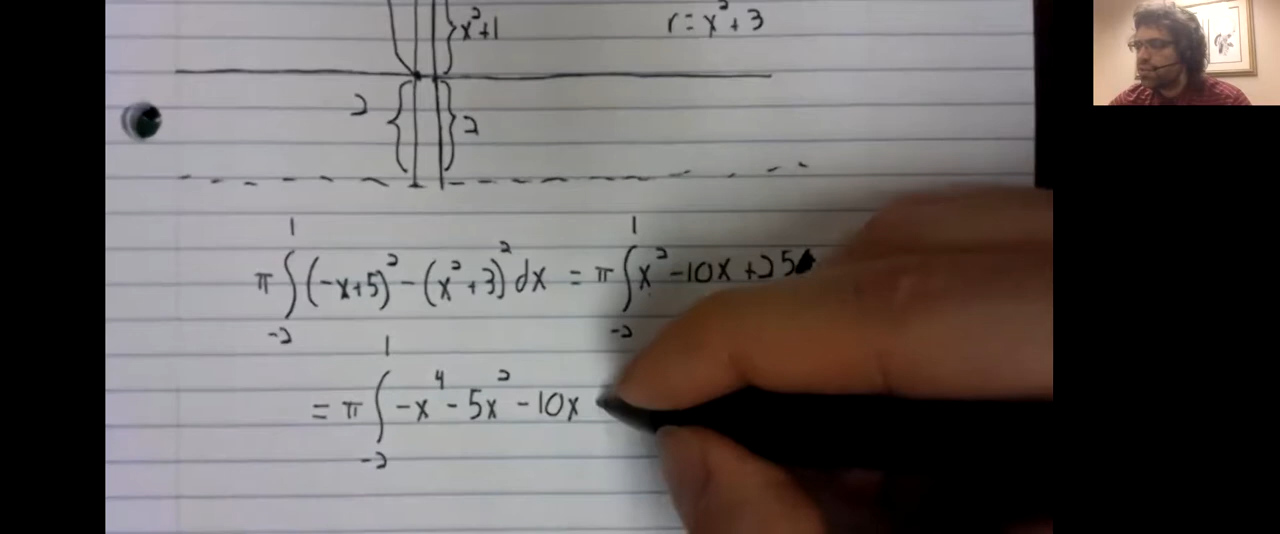 x²+1 r = x²+3
2 2
π∫₋₂¹ (-x+5)² - (x²+3)² dx = π∫₋₂¹ x² - 10x + 25
= π∫₋₂¹ -x⁴ - 5x² - 10x